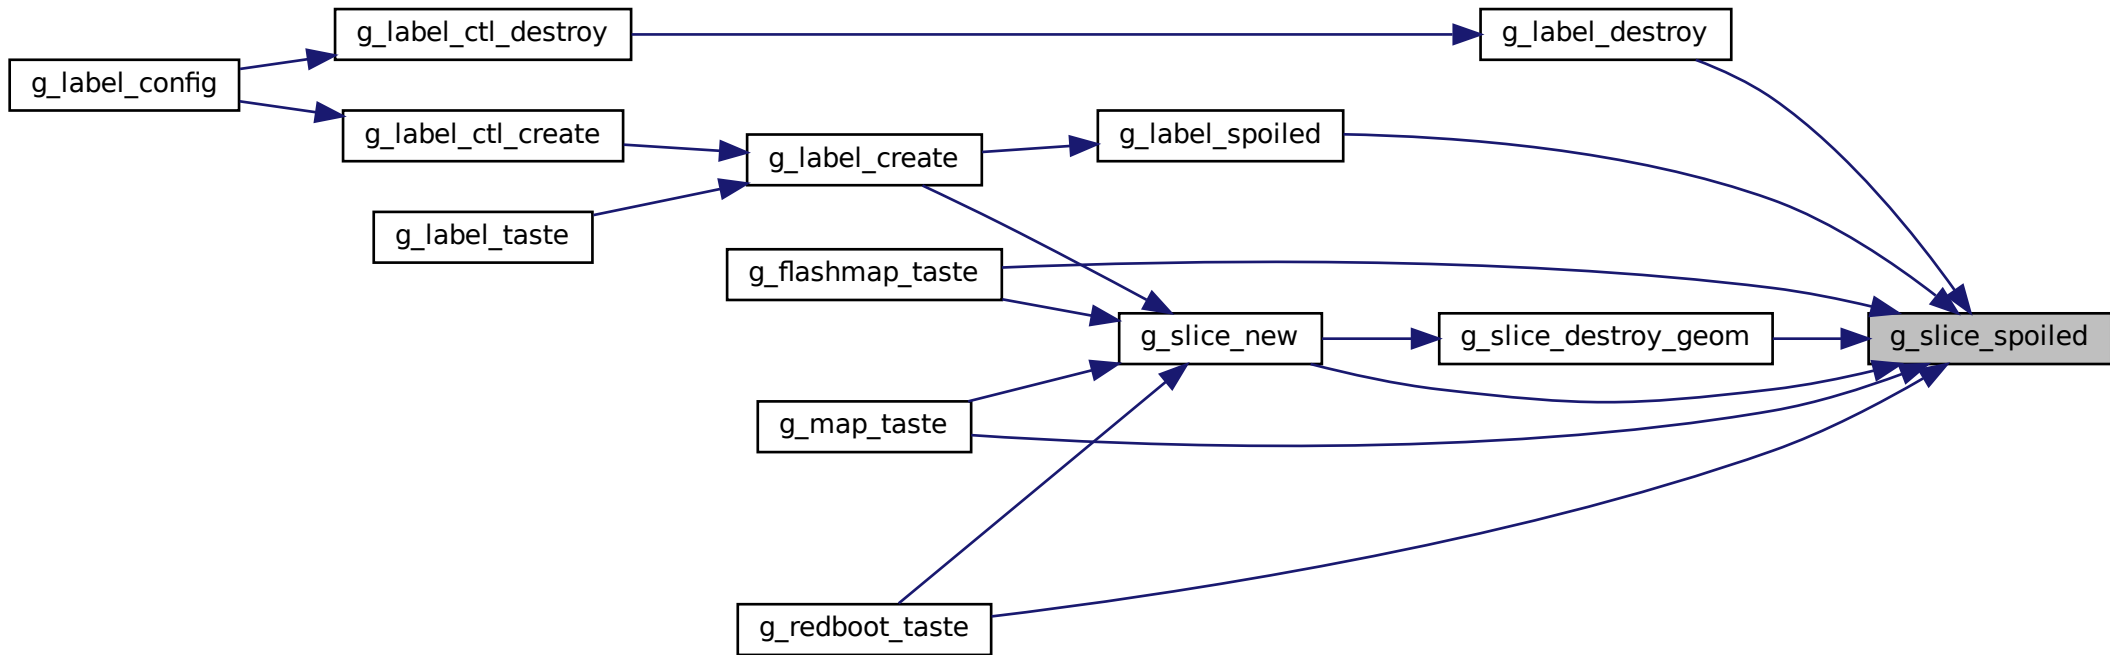 g_label_ctl_destroy
g_label_destroy
g_label_config
g_label_ctl_create
g_label_spoiled
g_label_create
g_label_taste
g_flashmap_taste
g_slice_new
g_slice_destroy_geom
g_slice_spoiled
g_map_taste
g_redboot_taste